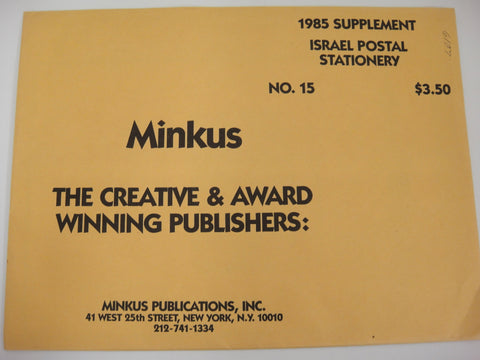 1985 SUPPLEMENT
ISRAEL POSTAL
STATIONERY
NO. 15 $3.50
Minkus
THE CREATIVE & AWARD
WINNING PUBLISHERS:
MINKUS PUBLICATIONS, INC.
41 WEST 25th STREET, NEW YORK, N.Y. 10010
212-741-1334